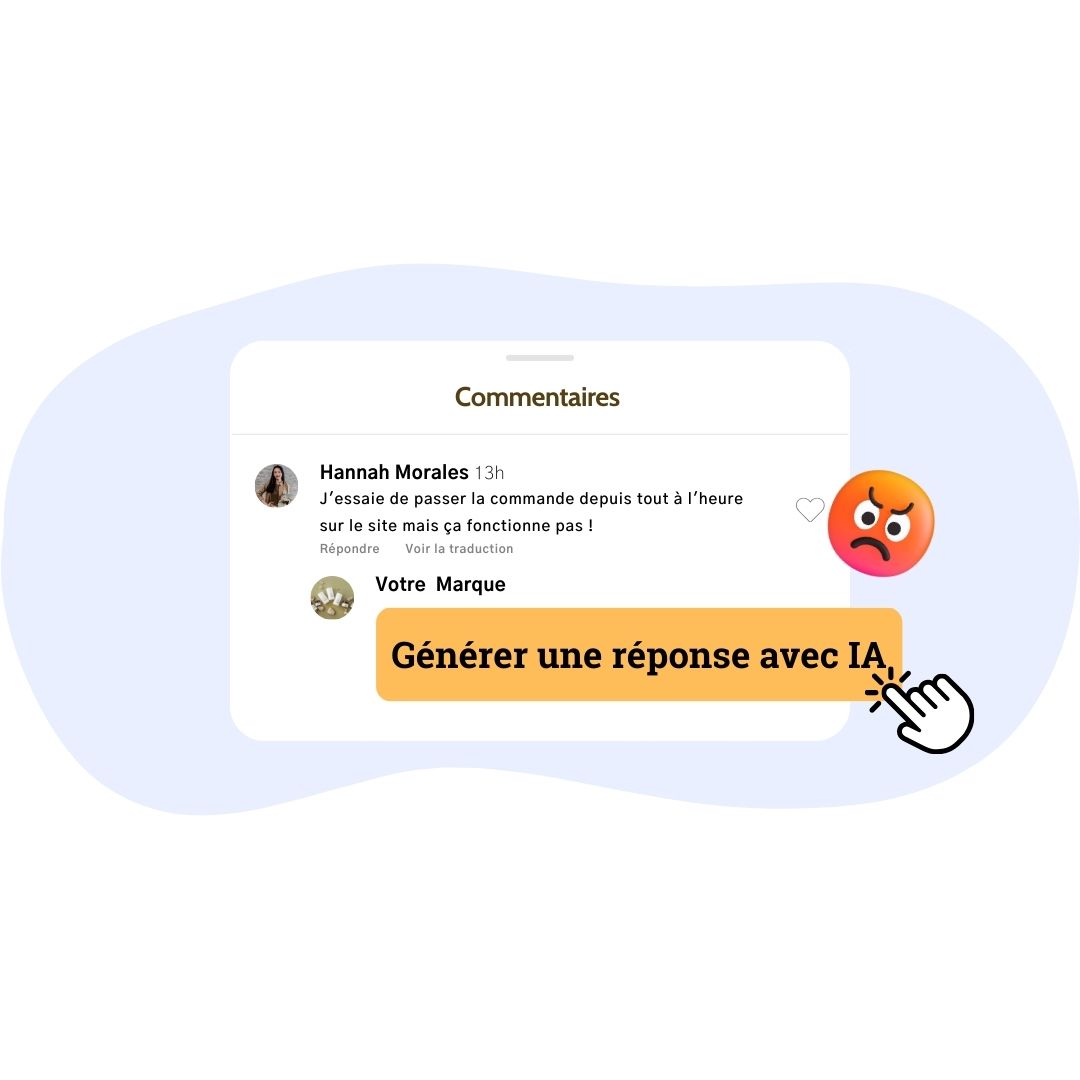 Commentaires
Hannah Morales 13h
J'essaie de passer la commande depuis tout à l'heure
sur le site mais ça fonctionne pas !
Répondre Voir la traduction
Votre Marque
Générer une réponse avec IA